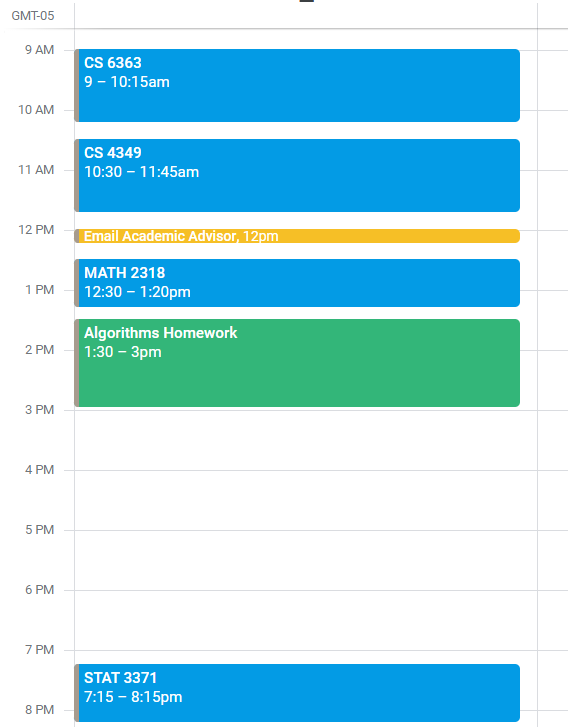 GMT-05
9 AM
CS 6363
9 – 10:15am
10 AM
CS 4349
10:30 – 11:45am
11 AM
12 PM
Email Academic Advisor, 12pm
MATH 2318
12:30 – 1:20pm
1 PM
Algorithms Homework
1:30 – 3pm
2 PM
3 PM
4 PM
5 PM
6 PM
7 PM
STAT 3371
7:15 – 8:15pm
8 PM